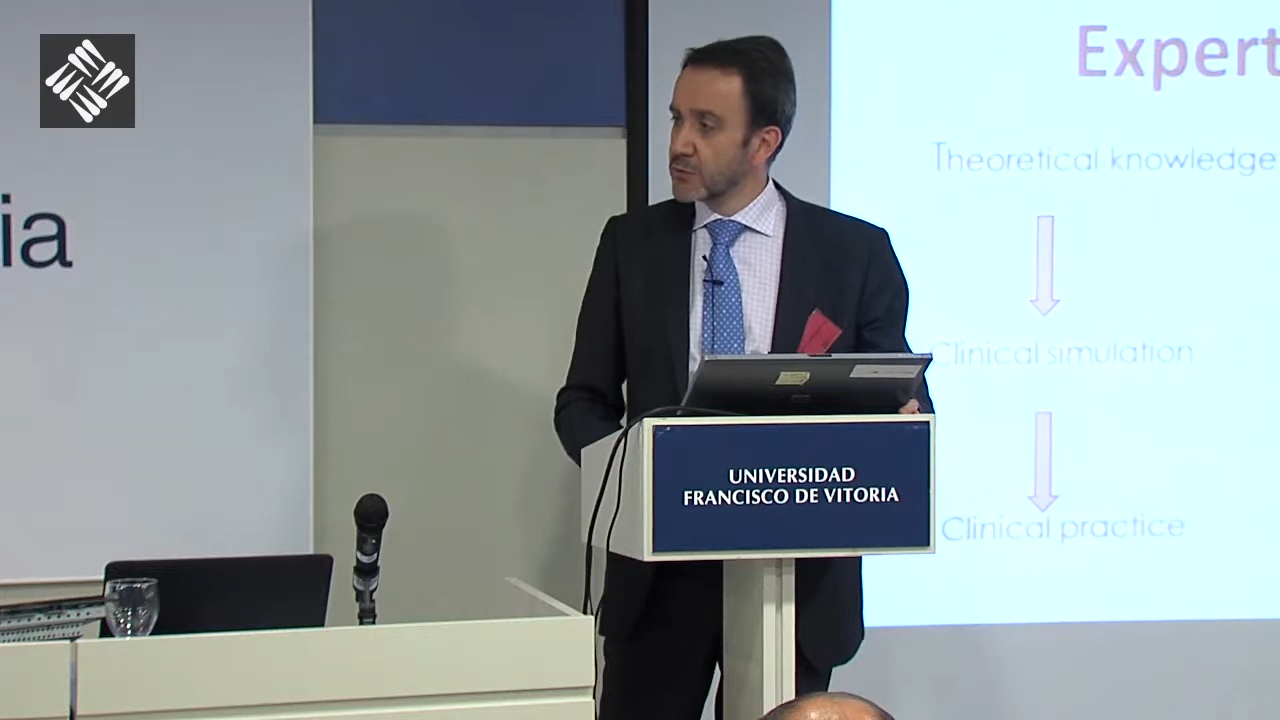 ia
Expert
Theoretical knowledge
Clinical simulation
Clinical practice
UNIVERSIDAD
FRANCISCO DE VITORIA